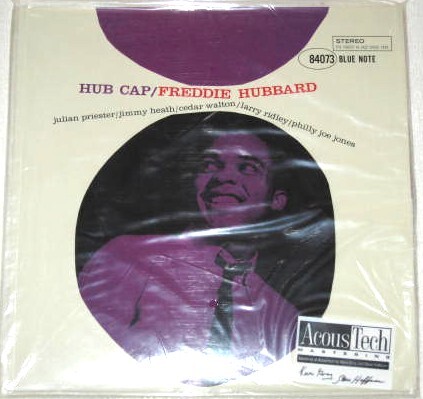 STEREO
84073 BLUE NOTE
HUB CAP/FREDDIE HUBBARD
julian priester/jimmy heath/cedar walton/larry ridley/philly joe jones
AcousTech
MASTERING